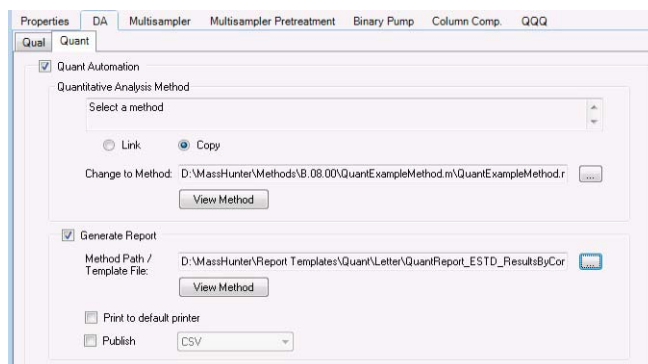 Properties DA Multisampler Multisampler Pretreatment Binary Pump Column Comp. QQQ
Qual Quant
Quant Automation
Quantitative Analysis Method
Select a method
Link Copy
Change to Method: D:\MassHunter\Methods\B.08.00\QuantExampleMethod.m\QuantExampleMethod.r ...
View Method
Generate Report
Method Path / D:\MassHunter\Report Templates\Quant\Letter\QuantReport_ESTD_ResultsByCor ...
Template File:
View Method
Print to default printer
Publish CSV